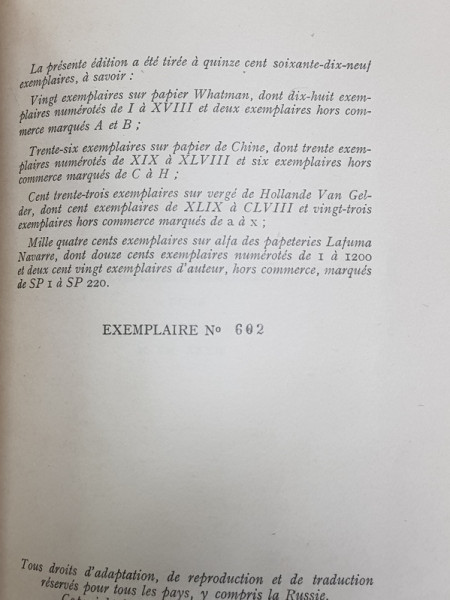 La présente édition a été tirée à quinze cent soixante-dix-neuf
exemplaires, à savoir :
Vingt exemplaires sur papier Whatman, dont dix-huit exem-
plaires numérotés de I à XVIII et deux exemplaires hors com-
merce marqués A et B ;
Trente-six exemplaires sur papier de Chine, dont trente exem-
plaires numérotés de XIX à XLVIII et six exemplaires hors
commerce marqués de C à H ;
Cent trente-trois exemplaires sur vergé de Hollande Van Gel-
der, dont cent exemplaires de XLIX à CLVIII et vingt-trois
exemplaires hors commerce marqués de a à x ;
Mille quatre cents exemplaires sur alfa des papeteries Lafuma
Navarre, dont douze cents exemplaires numérotés de 1 à 1200
et deux cent vingt exemplaires d'auteur, hors commerce, marqués
de SP 1 à SP 220.
EXEMPLAIRE No 602
Tous droits d'adaptation, de reproduction et de traduction
réservés pour tous les pays, y compris la Russie.